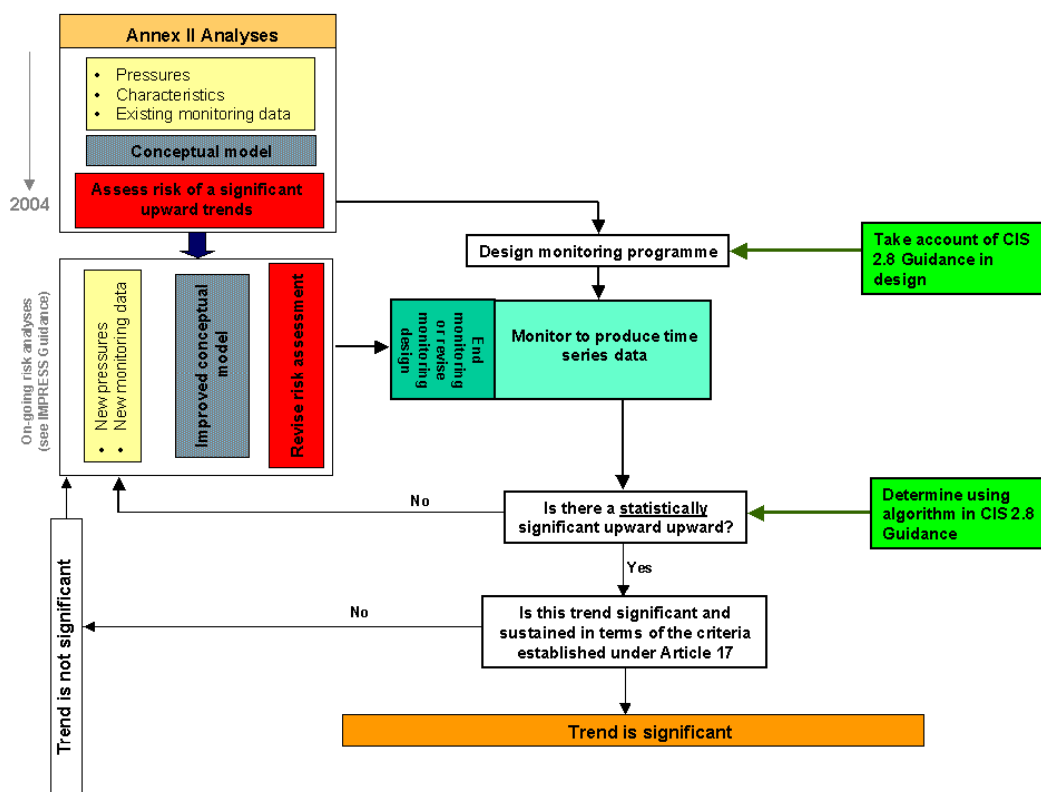 Annex II Analyses
• Pressures
• Characteristics
• Existing monitoring data
Conceptual model
Assess risk of a significant
upward trends
2004
Design monitoring programme
Take account of CIS
2.8 Guidance in
design
On-going risk analyses
(see IMPRESS Guidance)
• New pressures
• New monitoring data
Improved conceptual
model
Revise risk assessment
End
monitoring
or revise
monitoring
design
Monitor to produce time
series data
No
Is there a statistically
significant upward upward?
Determine using
algorithm in CIS 2.8
Guidance
Yes
No
Is this trend significant and
sustained in terms of the criteria
established under Article 17
Trend is not significant
Trend is significant